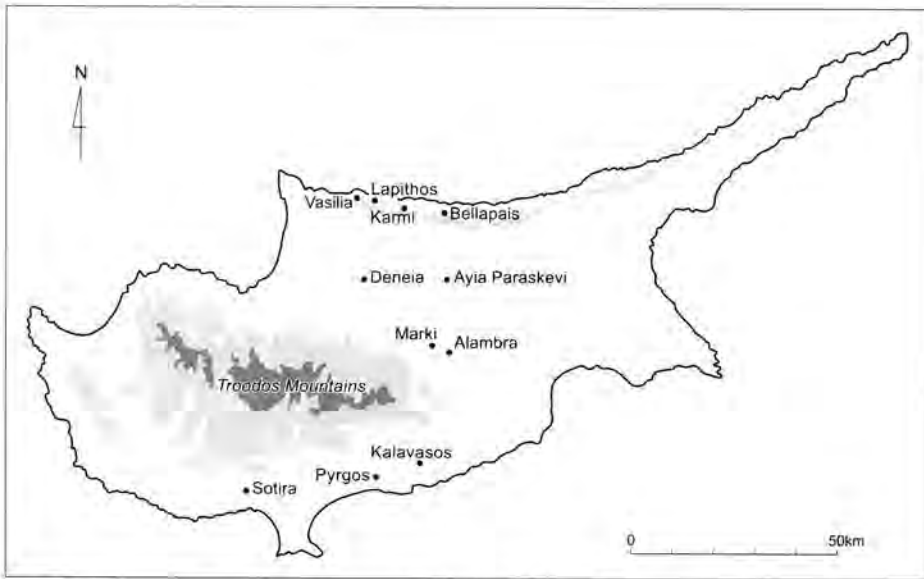 N
Lapithos
Vasilia
Karmi
Bellapais
Deneia
Ayia Paraskevi
Marki
Alambra
Troodos Mountains
Kalavasos
Pyrgos
Sotira
0
50km